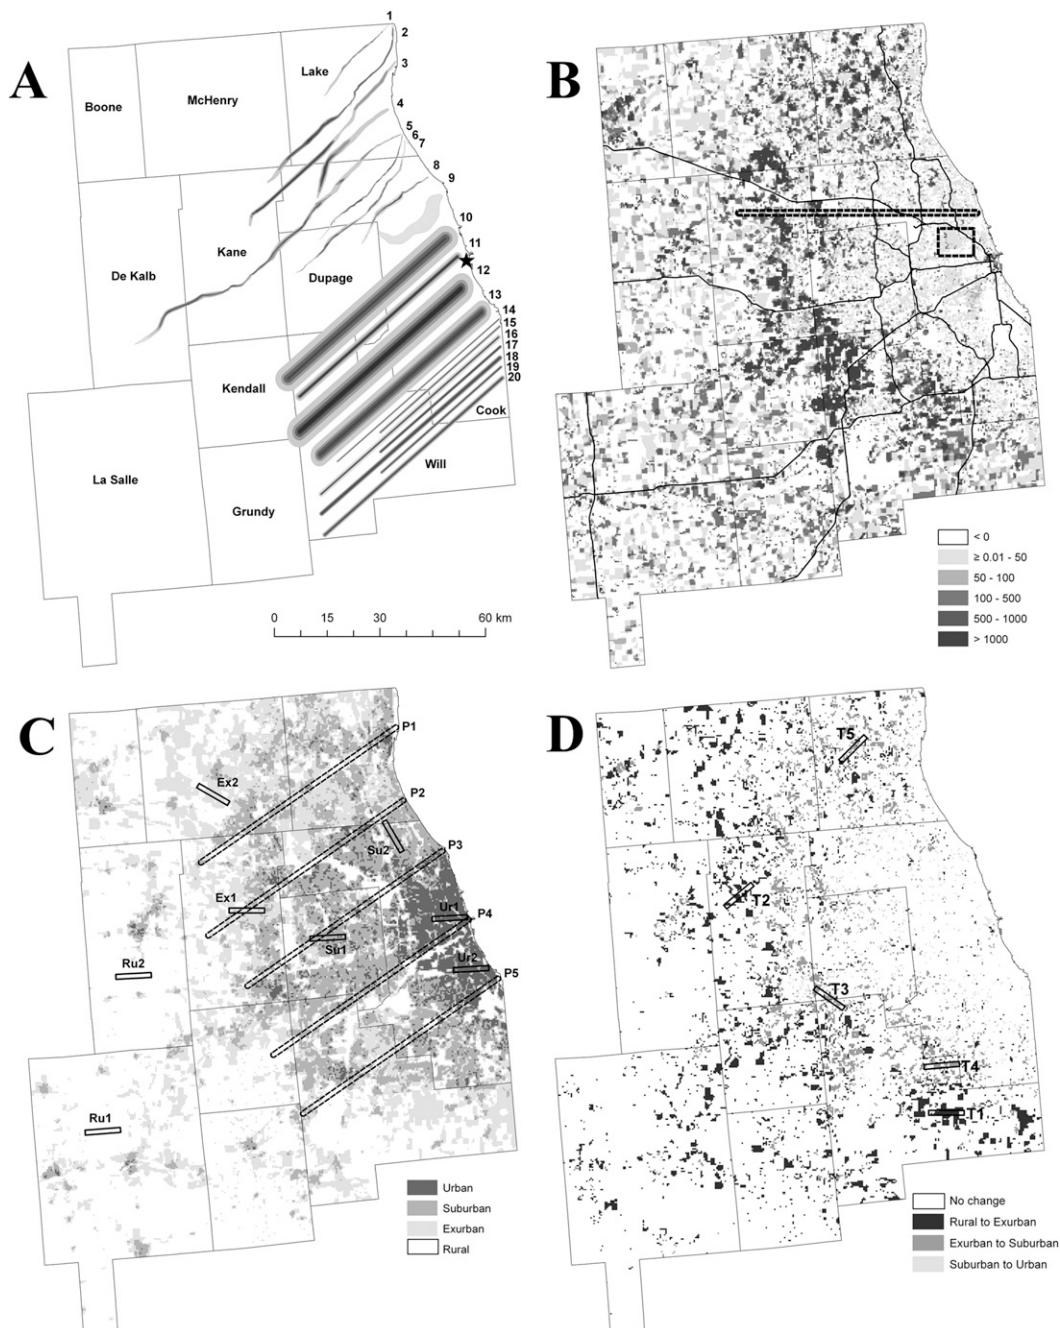 A
1
2
3
4
5
6
7
8
9
10
11
12
13
14
15
16
17
18
19
20
Lake
Boone
McHenry
De Kalb
Kane
Dupage
Kendall
Cook
Will
La Salle
Grundy
0 15 30 60 km
B
< 0
≥ 0.01 - 50
50 - 100
100 - 500
500 - 1000
> 1000
C
P1
Ex2
P2
Su2
P3
Ex1
Ur1
P4
Su1
Ru2
Ur2
P5
Ru1
Urban
Suburban
Exurban
Rural
D
T5
T2
T3
T4
T1
No change
Rural to Exurban
Exurban to Suburban
Suburban to Urban